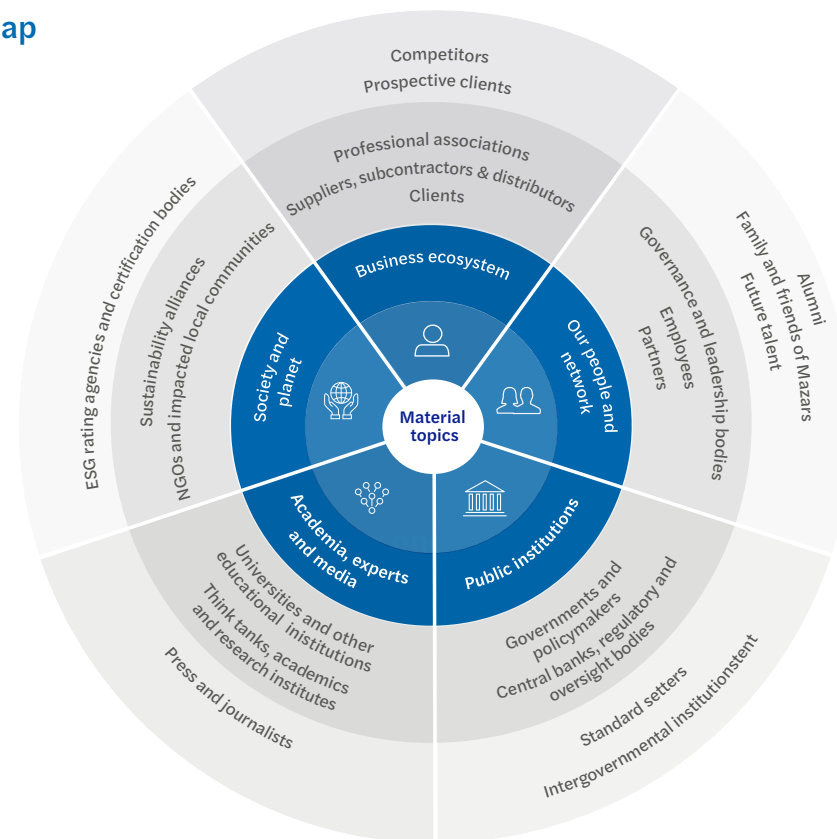 ap
Competitors
Prospective clients
Professional associations
Suppliers, subcontractors & distributors
Clients
Business ecosystem
Alumni
Family and friends of Mazars
Future talent
Governance and leadership bodies
Employees
Partners
Our people and
network
Material
topics
Society and
planet
ESG rating agencies and certification bodies
Sustainability alliances
NGOs and impacted local communities
Academia, experts
and media
Universities and other
educational inistitutions
Think tanks, academics
and research institutes
Press and journalists
Public institutions
Governments and
policymakers
Central banks, regulatory and
oversight bodies
Standard setters
Intergovernmental institutionstent